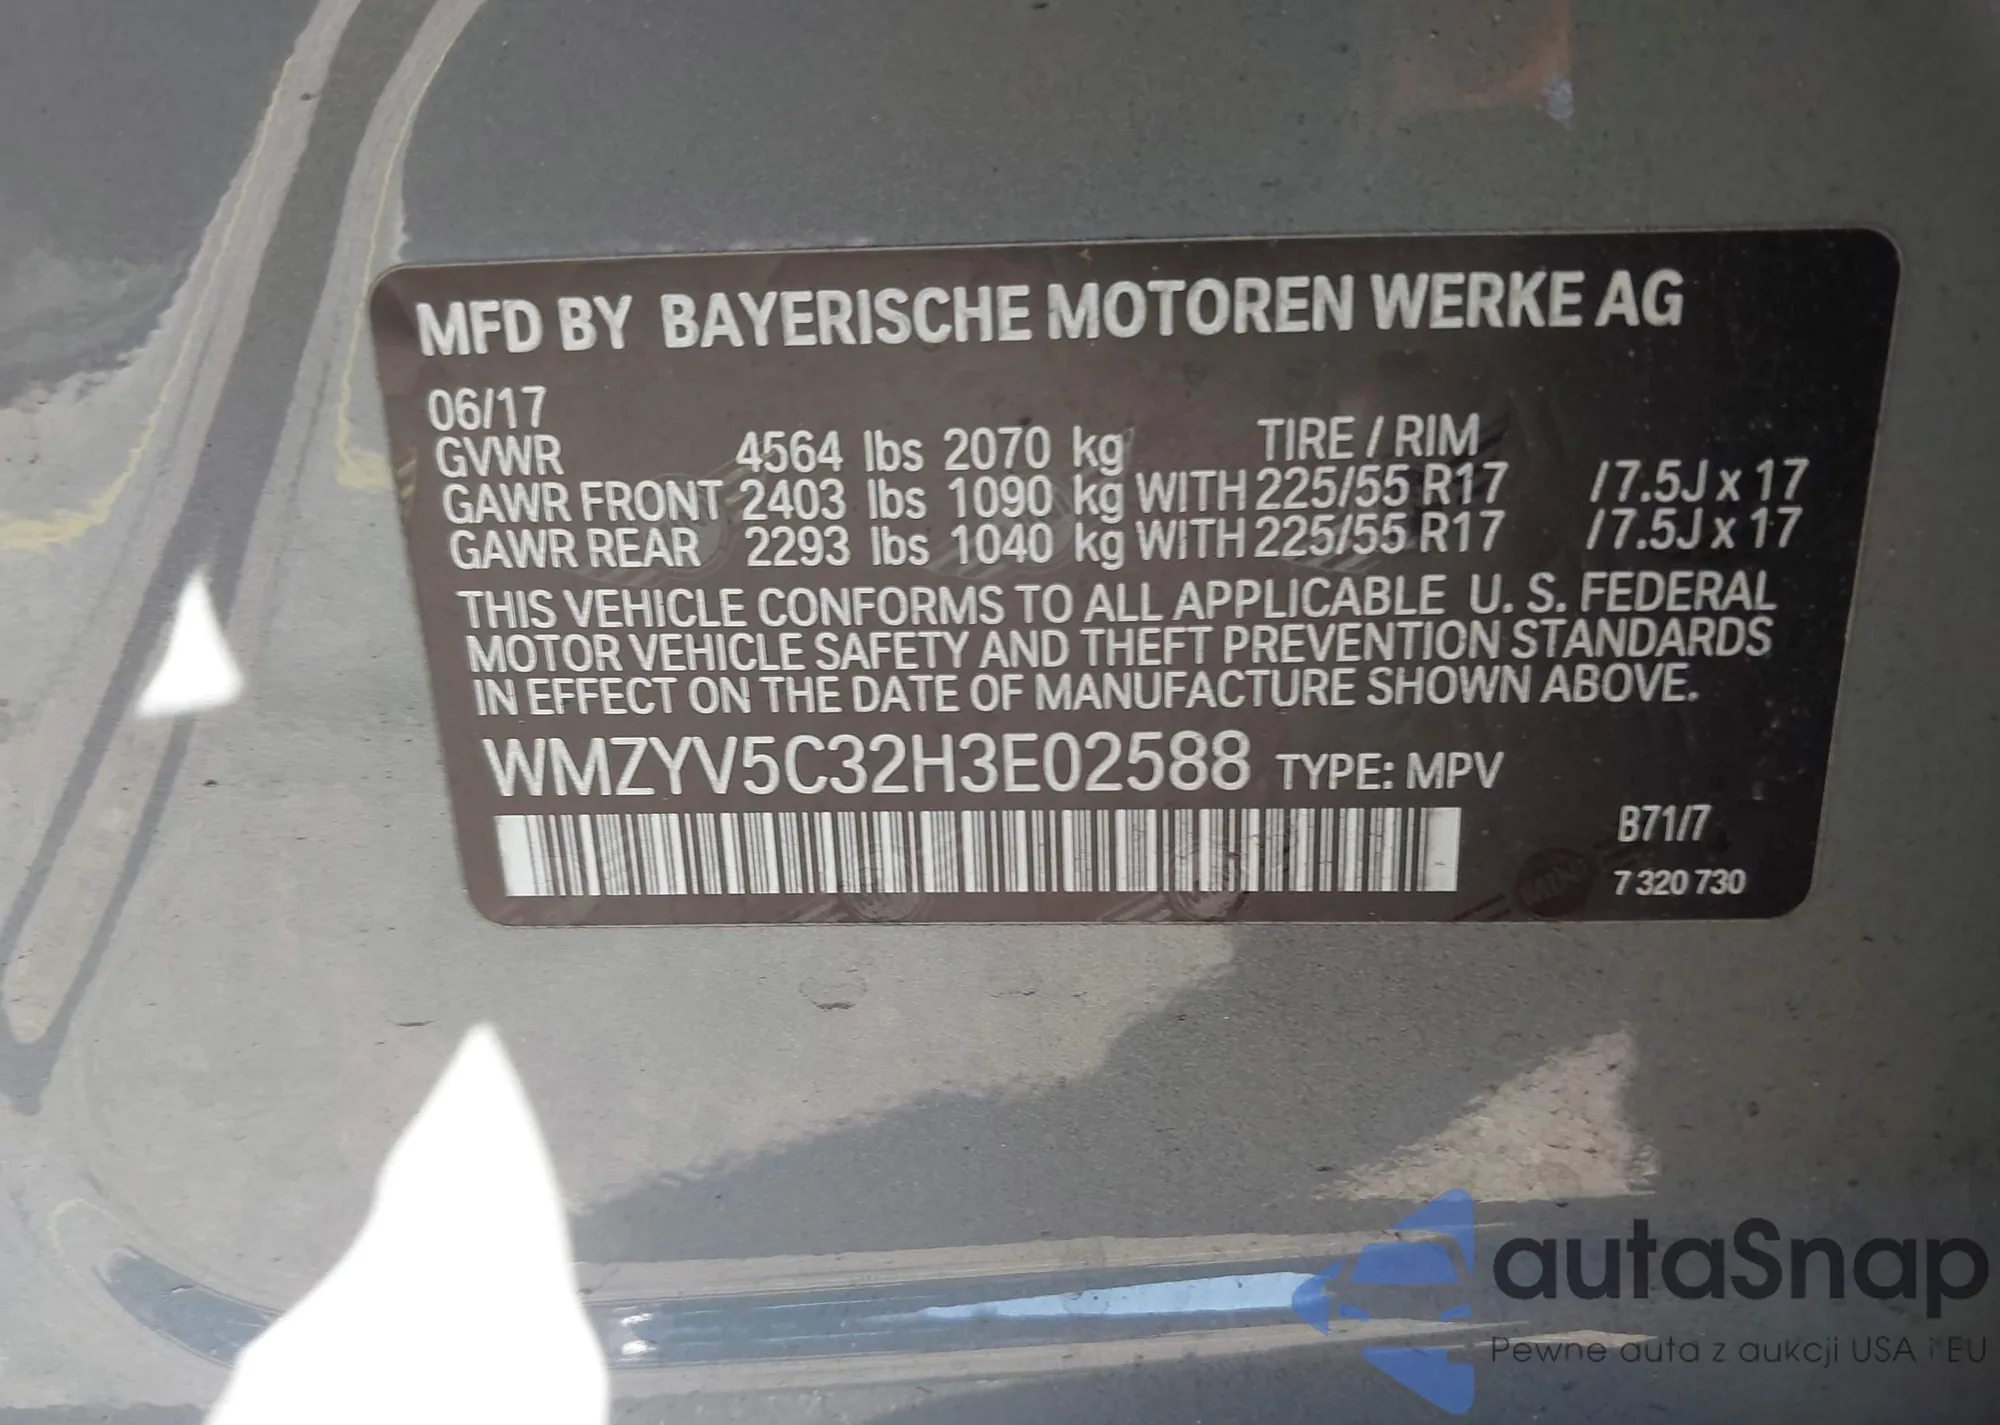 MFD BY BAYERISCHE MOTOREN WERKE AG
06/17
GVWR 4564 lbs 2070 kg TIRE / RIM
GAWR FRONT 2403 lbs 1090 kg WITH 225/55 R17 / 7.5J x 17
GAWR REAR 2293 lbs 1040 kg WITH 225/55 R17 / 7.5J x 17
THIS VEHICLE CONFORMS TO ALL APPLICABLE U. S. FEDERAL
MOTOR VEHICLE SAFETY AND THEFT PREVENTION STANDARDS
IN EFFECT ON THE DATE OF MANUFACTURE SHOWN ABOVE.
WMZYV5C32H3E02588 TYPE: MPV
B71/7
MINI
7 320 730
autaSnap
Pewne auta z aukcji USA i EU